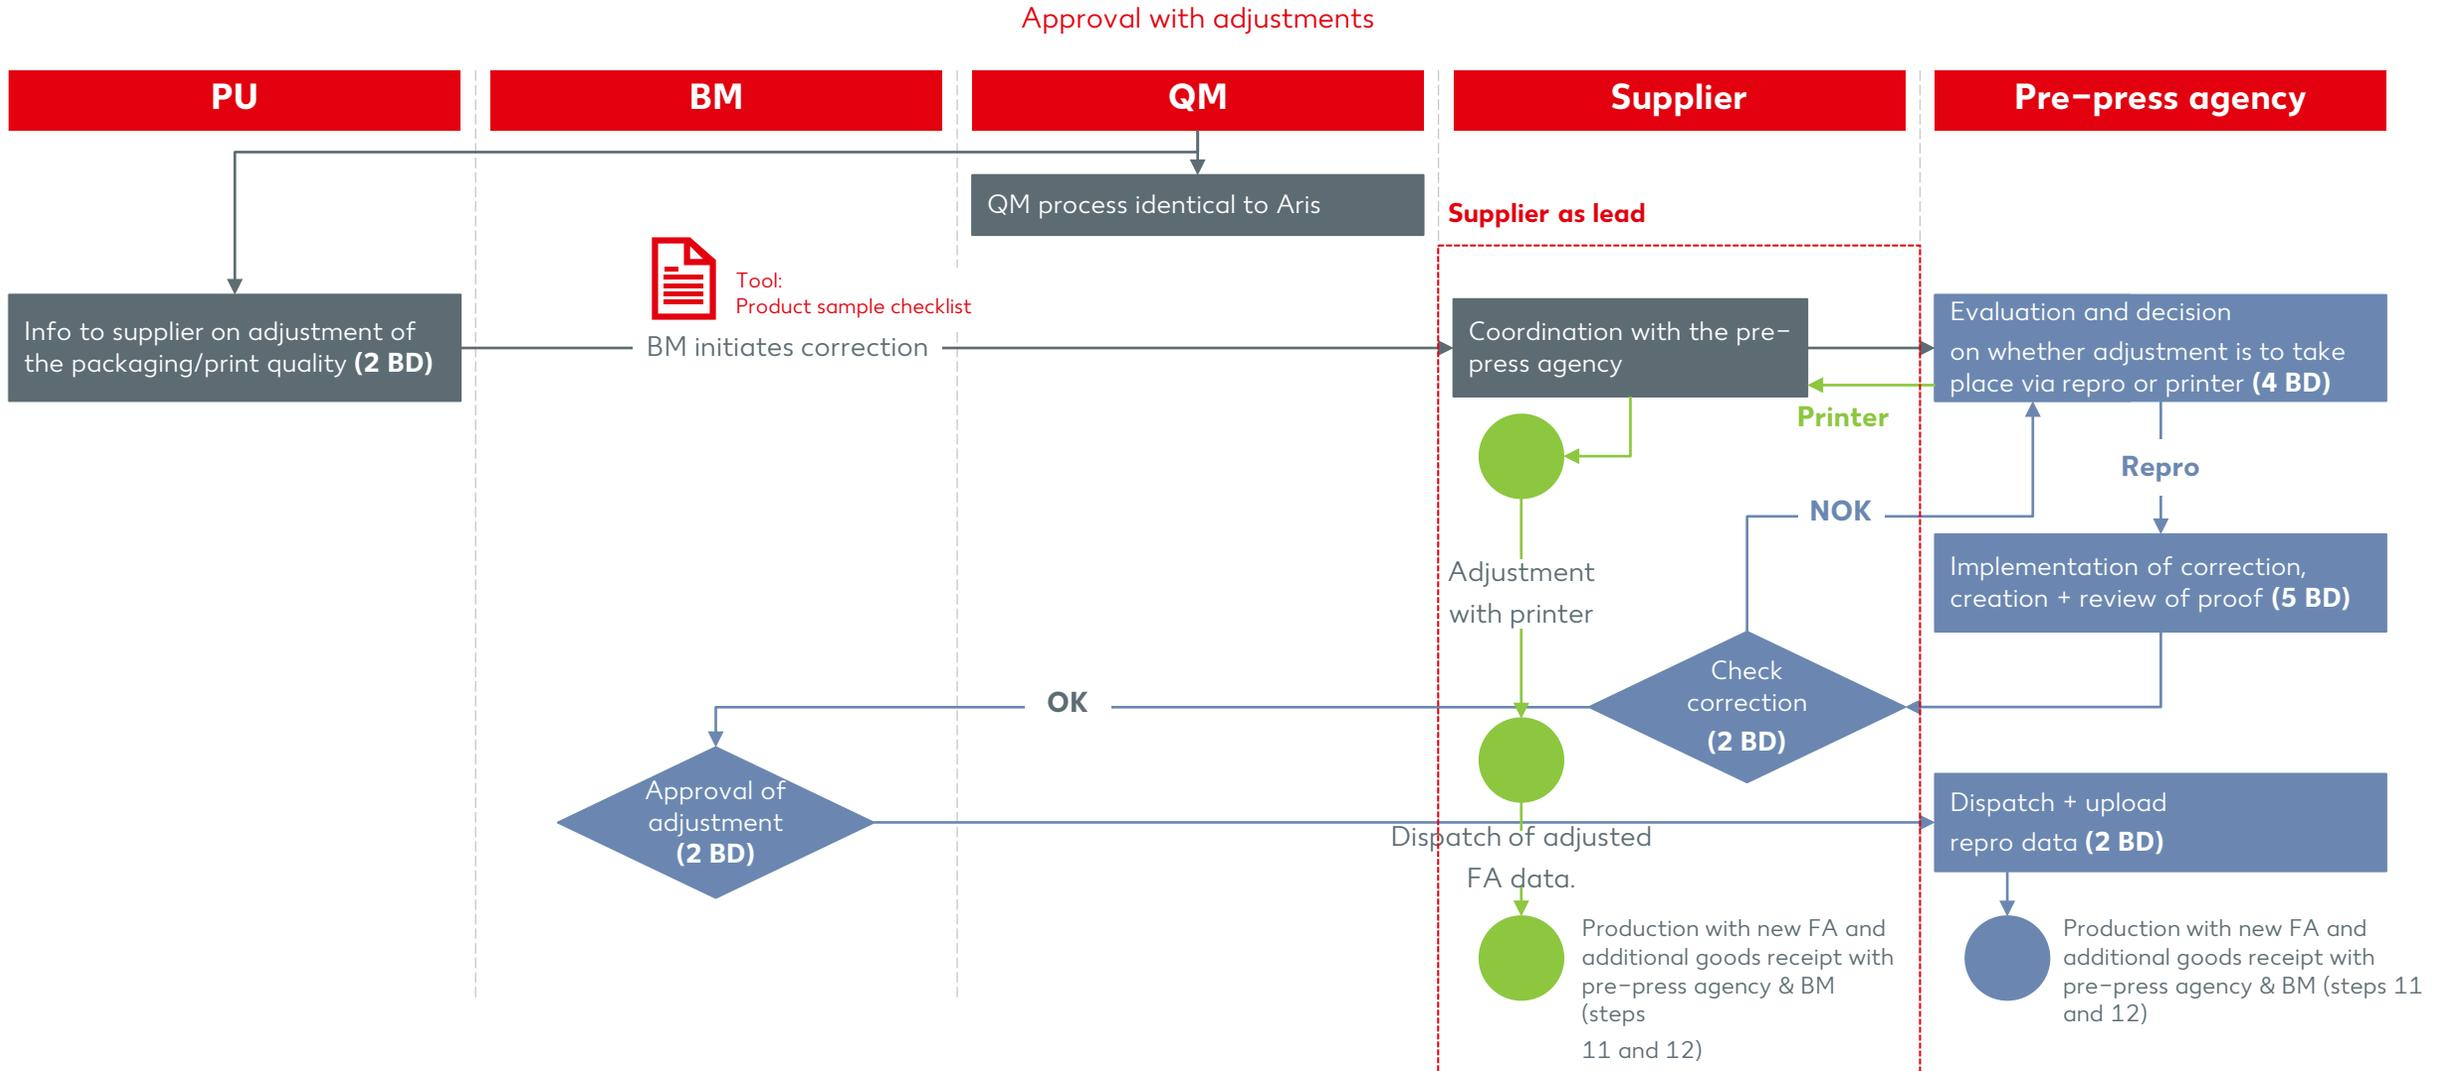 Approval with adjustments
PU
BM
QM
Supplier
Pre-press agency
QM process identical to Aris
Supplier as lead
Tool:
Product sample checklist
Info to supplier on adjustment of
the packaging/print quality (2 BD)
BM initiates correction
Coordination with the pre-
press agency
Evaluation and decision
on whether adjustment is to take
place via repro or printer (4 BD)
Printer
Repro
NOK
Adjustment
with printer
Implementation of correction,
creation + review of proof (5 BD)
Check
correction
(2 BD)
OK
Approval of
adjustment
(2 BD)
Dispatch of adjusted
FA data.
Dispatch + upload
repro data (2 BD)
Production with new FA and
additional goods receipt with
pre-press agency & BM
(steps
11 and 12)
Production with new FA and
additional goods receipt with
pre-press agency & BM (steps 11
and 12)